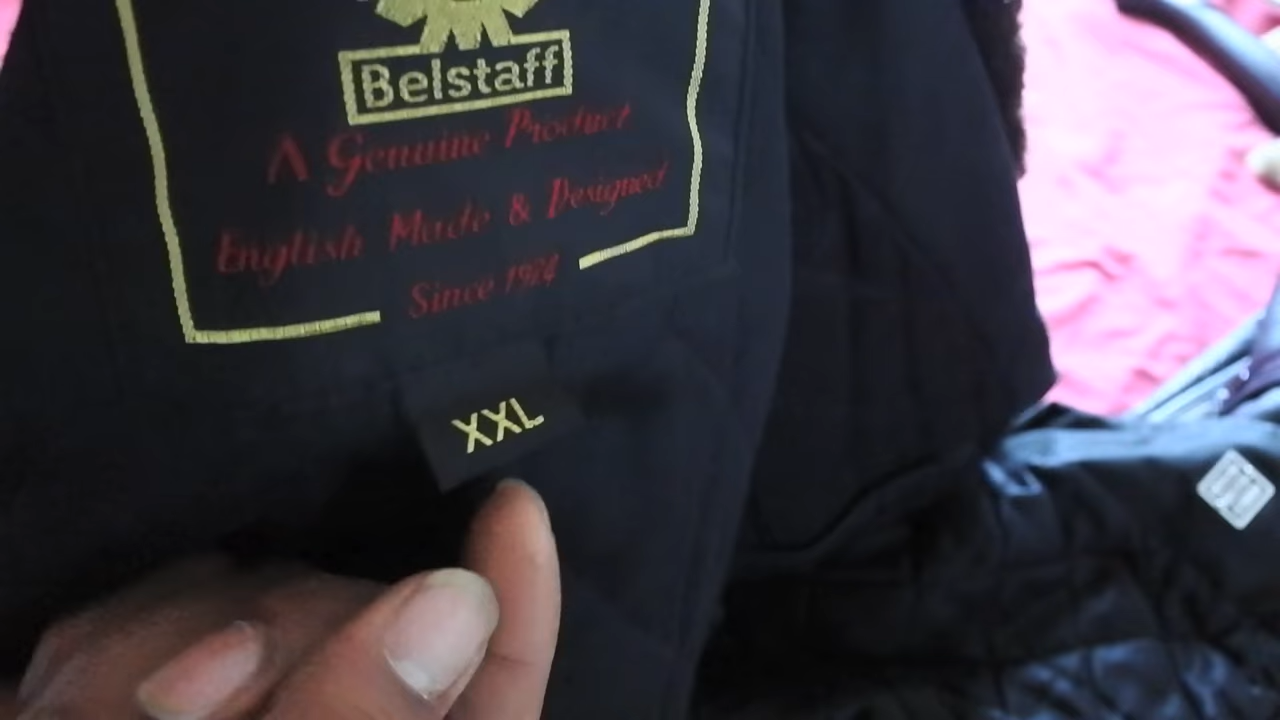 Belstaff
A Genuine Product
English Made & Designed
Since 1924
XXL